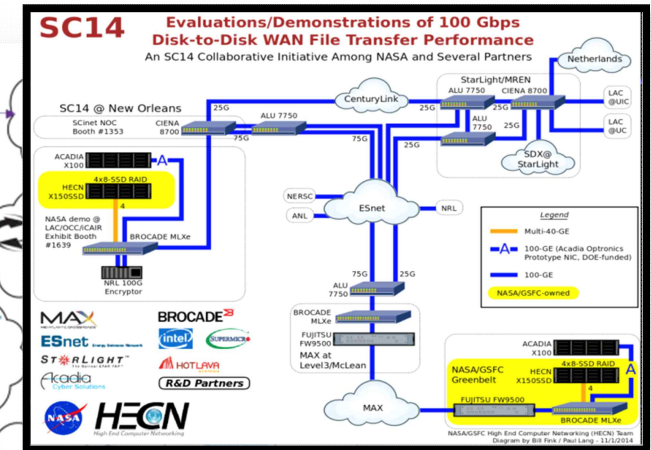 SC14
Evaluations/Demonstrations of 100 Gbps
Disk-to-Disk WAN File Transfer Performance
An SC14 Collaborative Initiative Among NASA and Several Partners
SC14 @ New Orleans
SCinet NOC
Booth #1353
CIENA
8700
25G
75G
ALU 7750
75G
CenturyLink
25G
StarLight/MREN
ALU 7750
CIENA 8700
25G
ALU
7750
25G
25G
Netherlands
LAC
@UIC
LAC
@UC
SDX@
StarLight
ACADIA
X100
A
4x8-SSD RAID
HECN
X150SSD
4
NASA demo @
LAC/OCC/iCAIR
Exhibit Booth
#1639
BROCADE MLXe
NRL 100G
Encryptor
NERSC
ANL
ESnet
NRL
Legend
Multi-40-GE
A
100-GE (Acadia Optronics
Prototype NIC, DOE-funded)
100-GE
NASA/GSFC-owned
75G
25G
ALU
7750
BROCADE
MLXe
FUJITSU
FW9500
MAX at
Level3/McLean
MAX
MAX
BROCADE
ESnet
intel
SUPERMICRO
STARLIGHT
HOTLAVA
Acadia
Cyber Solutions
R&D Partners
NASA
HECN
High End Computer Networking
ACADIA
X100
4x8-SSD RAID
A
NASA/GSFC
Greenbelt
HECN
X150SSD
4
FUJITSU FW9500
BROCADE MLXe
NASA/GSFC High End Computer Networking (HECN) Team
Diagram by Bill Fink / Paul Lang - 11/1/2014